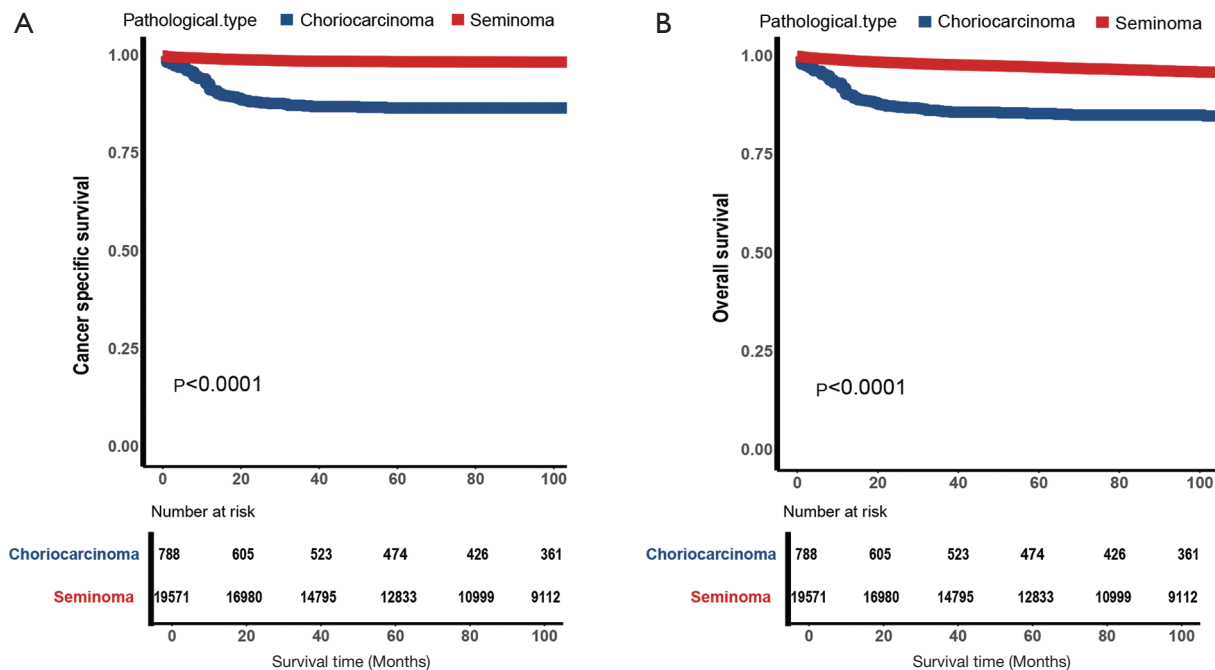 A
Pathological.type Choriocarcinoma Seminoma
1.00
0.75
0.50
0.25
0.00
Cancer specific survival
P<0.0001
0 20 40 60 80 100
Number at risk
Choriocarcinoma 788 605 523 474 426 361
Seminoma 19571 16980 14795 12833 10999 9112
0 20 40 60 80 100
Survival time (Months)
B
Pathological.type Choriocarcinoma Seminoma
1.00
0.75
0.50
0.25
0.00
Overall survival
P<0.0001
0 20 40 60 80 100
Number at risk
Choriocarcinoma 788 605 523 474 426 361
Seminoma 19571 16980 14795 12833 10999 9112
0 20 40 60 80 100
Survival time (Months)